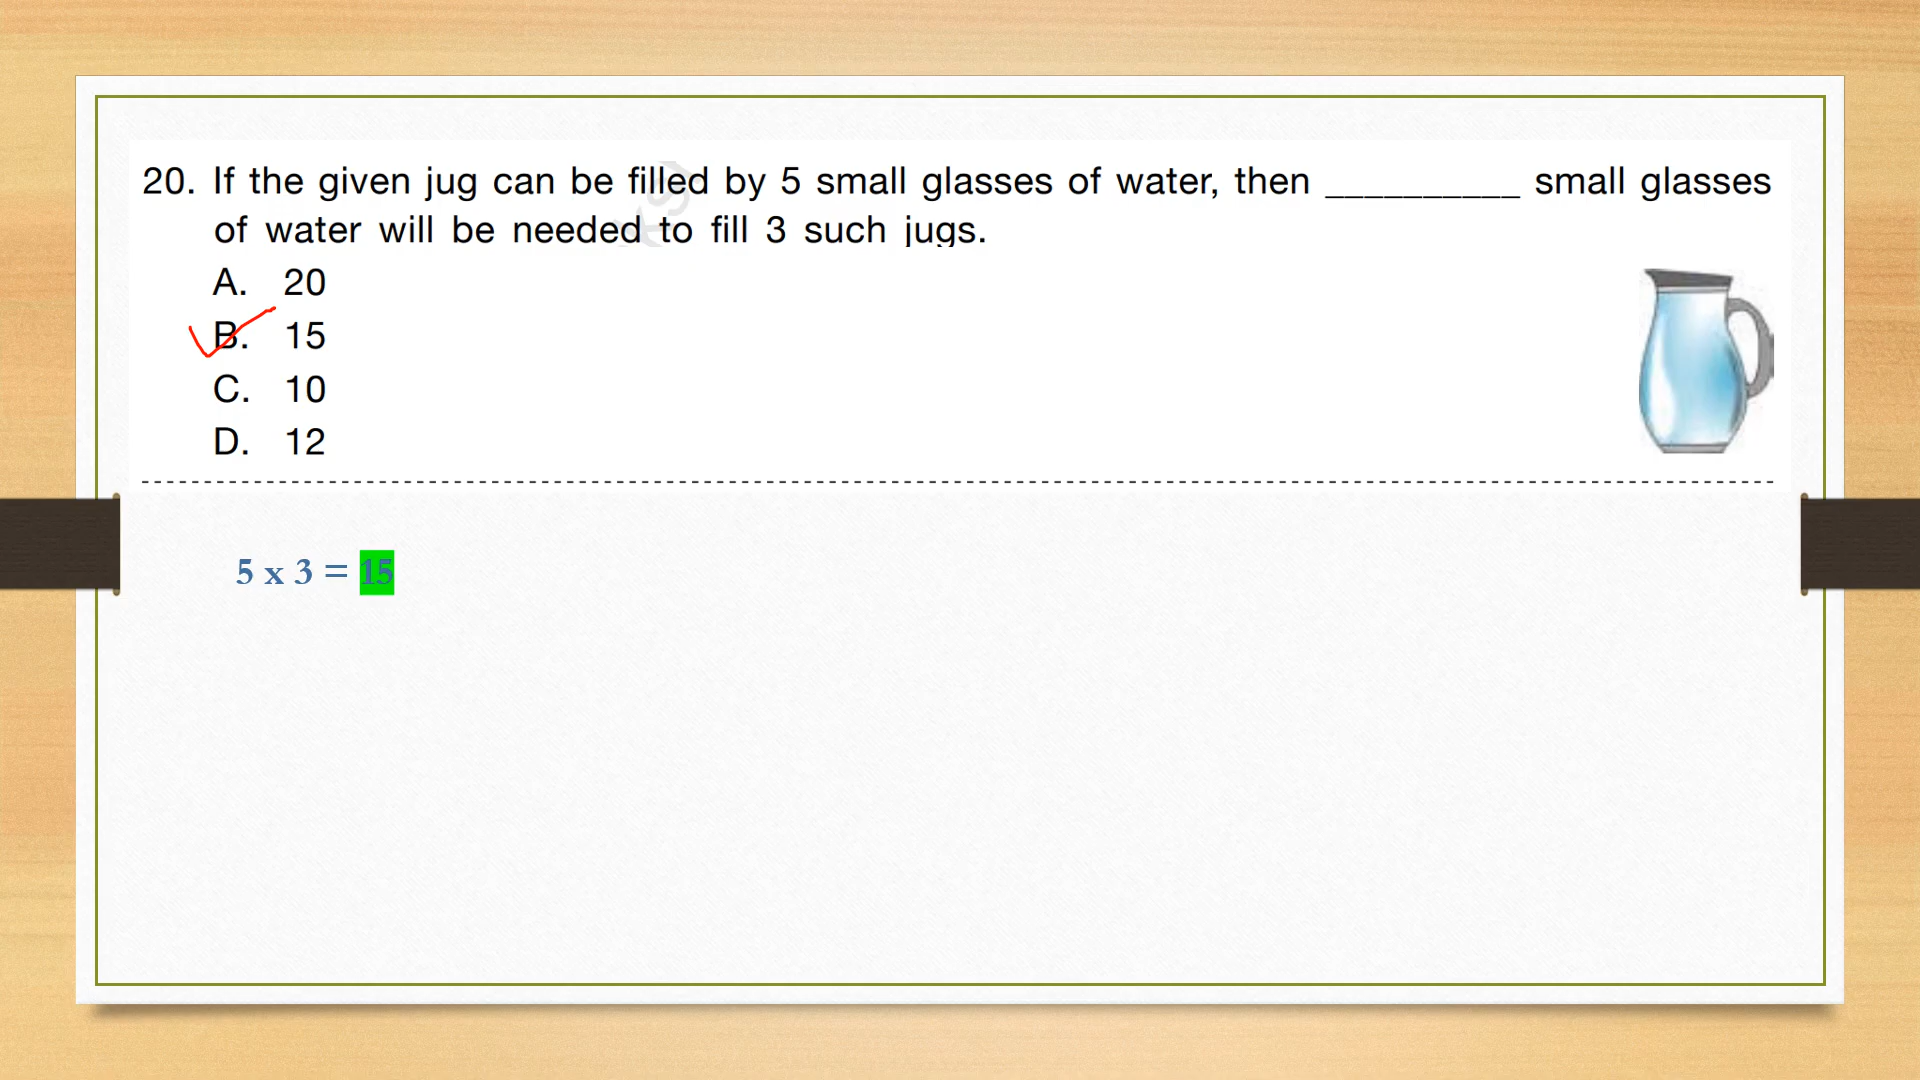 20. If the given jug can be filled by 5 small glasses of water, then __________ small glasses
of water will be needed to fill 3 such jugs.
A. 20
B. 15
C. 10
D. 12
5 x 3 = 15